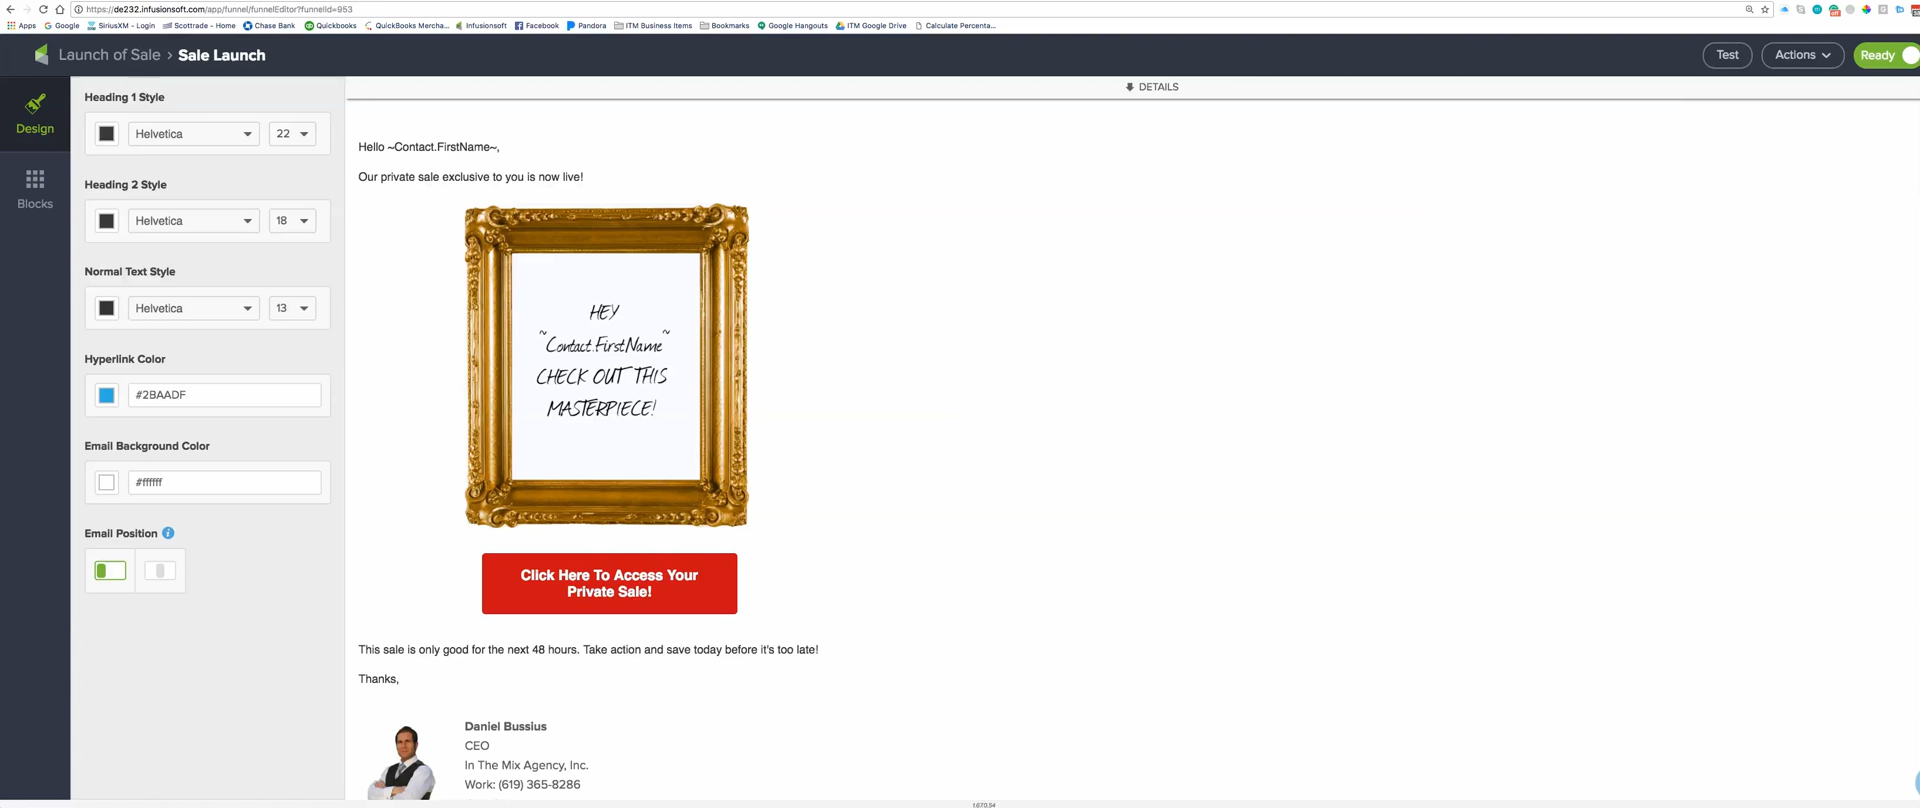 https://de232.infusionsoft.com/app/funnel/funnelEditor?funnelId=953
Apps Google SiriusXM - Login Scottrade - Home Chase Bank Quickbooks QuickBooks Mercha... Infusionsoft Facebook Pandora ITM Business Items Bookmarks Google Hangouts ITM Google Drive Calculate Percenta...
Launch of Sale › Sale Launch
Test
Actions
Ready
Design
Blocks
Heading 1 Style
Helvetica 22
Heading 2 Style
Helvetica 18
Normal Text Style
Helvetica 13
Hyperlink Color
#2BAADF
Email Background Color
#ffffff
Email Position
DETAILS
Hello ~Contact.FirstName~,
Our private sale exclusive to you is now live!
HEY
~Contact.FirstName~
CHECK OUT THIS
MASTERPIECE!
Click Here To Access Your
Private Sale!
This sale is only good for the next 48 hours. Take action and save today before it's too late!
Thanks,
Daniel Bussius
CEO
In The Mix Agency, Inc.
Work: (619) 365-8286
1.67.0.54